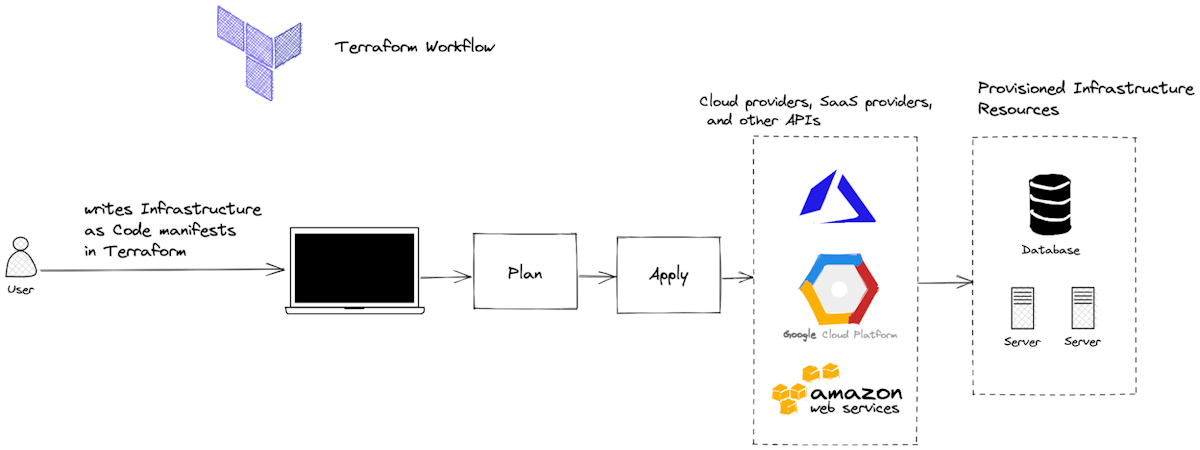 Terraform Workflow
Cloud providers, SaaS providers,
and other APIs
Provisioned Infrastructure
Resources
writes Infrastructure
as Code manifests
in Terraform
User
Plan
Apply
Google Cloud Platform
amazon
web services
Database
Server
Server